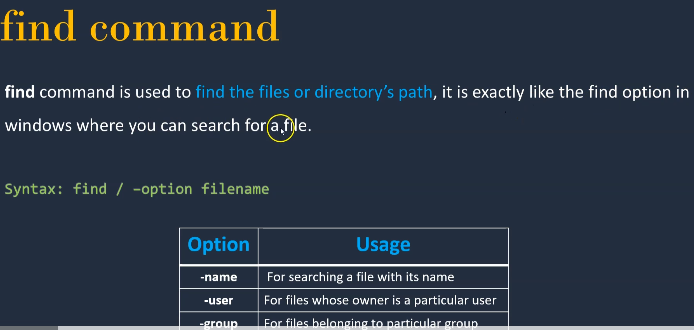 find command
find command is used to find the files or directory's path, it is exactly like the find option in
windows where you can search for a file.
Syntax: find / –option filename
Option Usage
-name For searching a file with its name
-user For files whose owner is a particular user
-group For files belonging to particular group